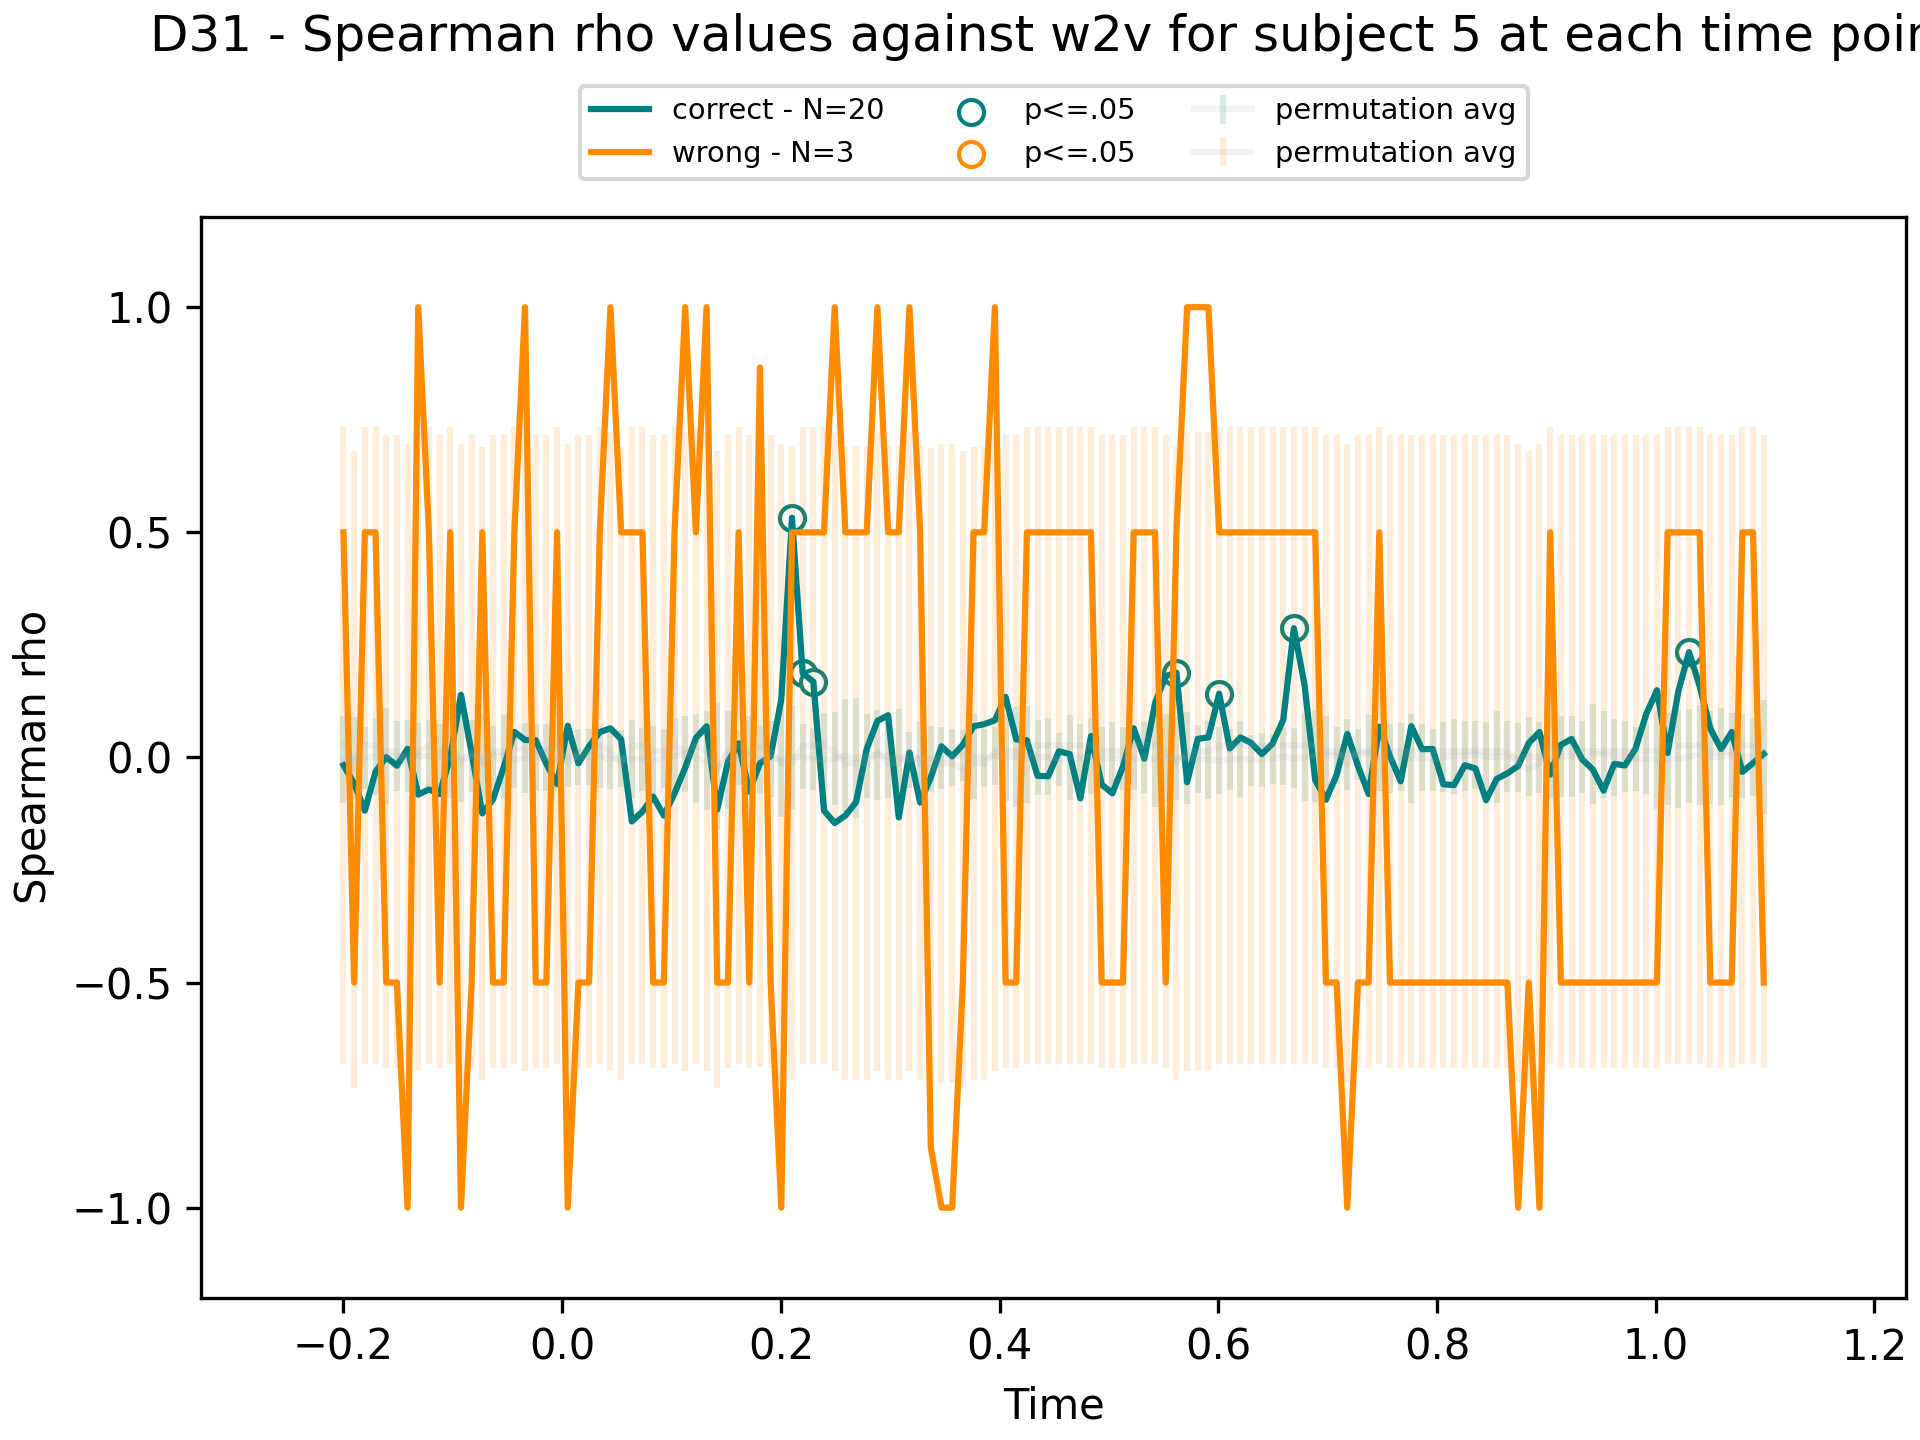 D31 - Spearman rho values against w2v for subject 5 at each time poin
correct - N=20
wrong - N=3
p<=.05
p<=.05
permutation avg
permutation avg
1.0
0.5
0.0
−0.5
−1.0
Spearman rho
−0.2 0.0 0.2 0.4 0.6 0.8 1.0 1.2
Time